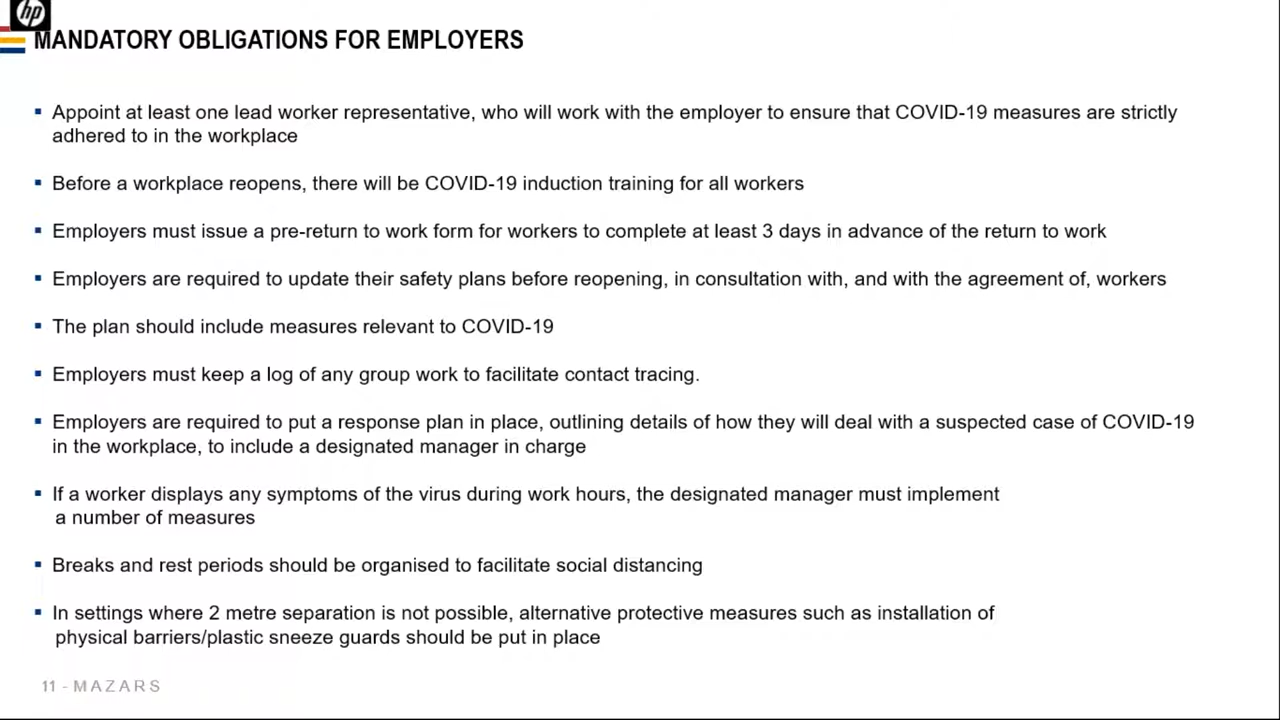 hp
MANDATORY OBLIGATIONS FOR EMPLOYERS
▪ Appoint at least one lead worker representative, who will work with the employer to ensure that COVID-19 measures are strictly
adhered to in the workplace
▪ Before a workplace reopens, there will be COVID-19 induction training for all workers
▪ Employers must issue a pre-return to work form for workers to complete at least 3 days in advance of the return to work
▪ Employers are required to update their safety plans before reopening, in consultation with, and with the agreement of, workers
▪ The plan should include measures relevant to COVID-19
▪ Employers must keep a log of any group work to facilitate contact tracing.
▪ Employers are required to put a response plan in place, outlining details of how they will deal with a suspected case of COVID-19
in the workplace, to include a designated manager in charge
▪ If a worker displays any symptoms of the virus during work hours, the designated manager must implement
a number of measures
▪ Breaks and rest periods should be organised to facilitate social distancing
▪ In settings where 2 metre separation is not possible, alternative protective measures such as installation of
physical barriers/plastic sneeze guards should be put in place
11 - MAZARS